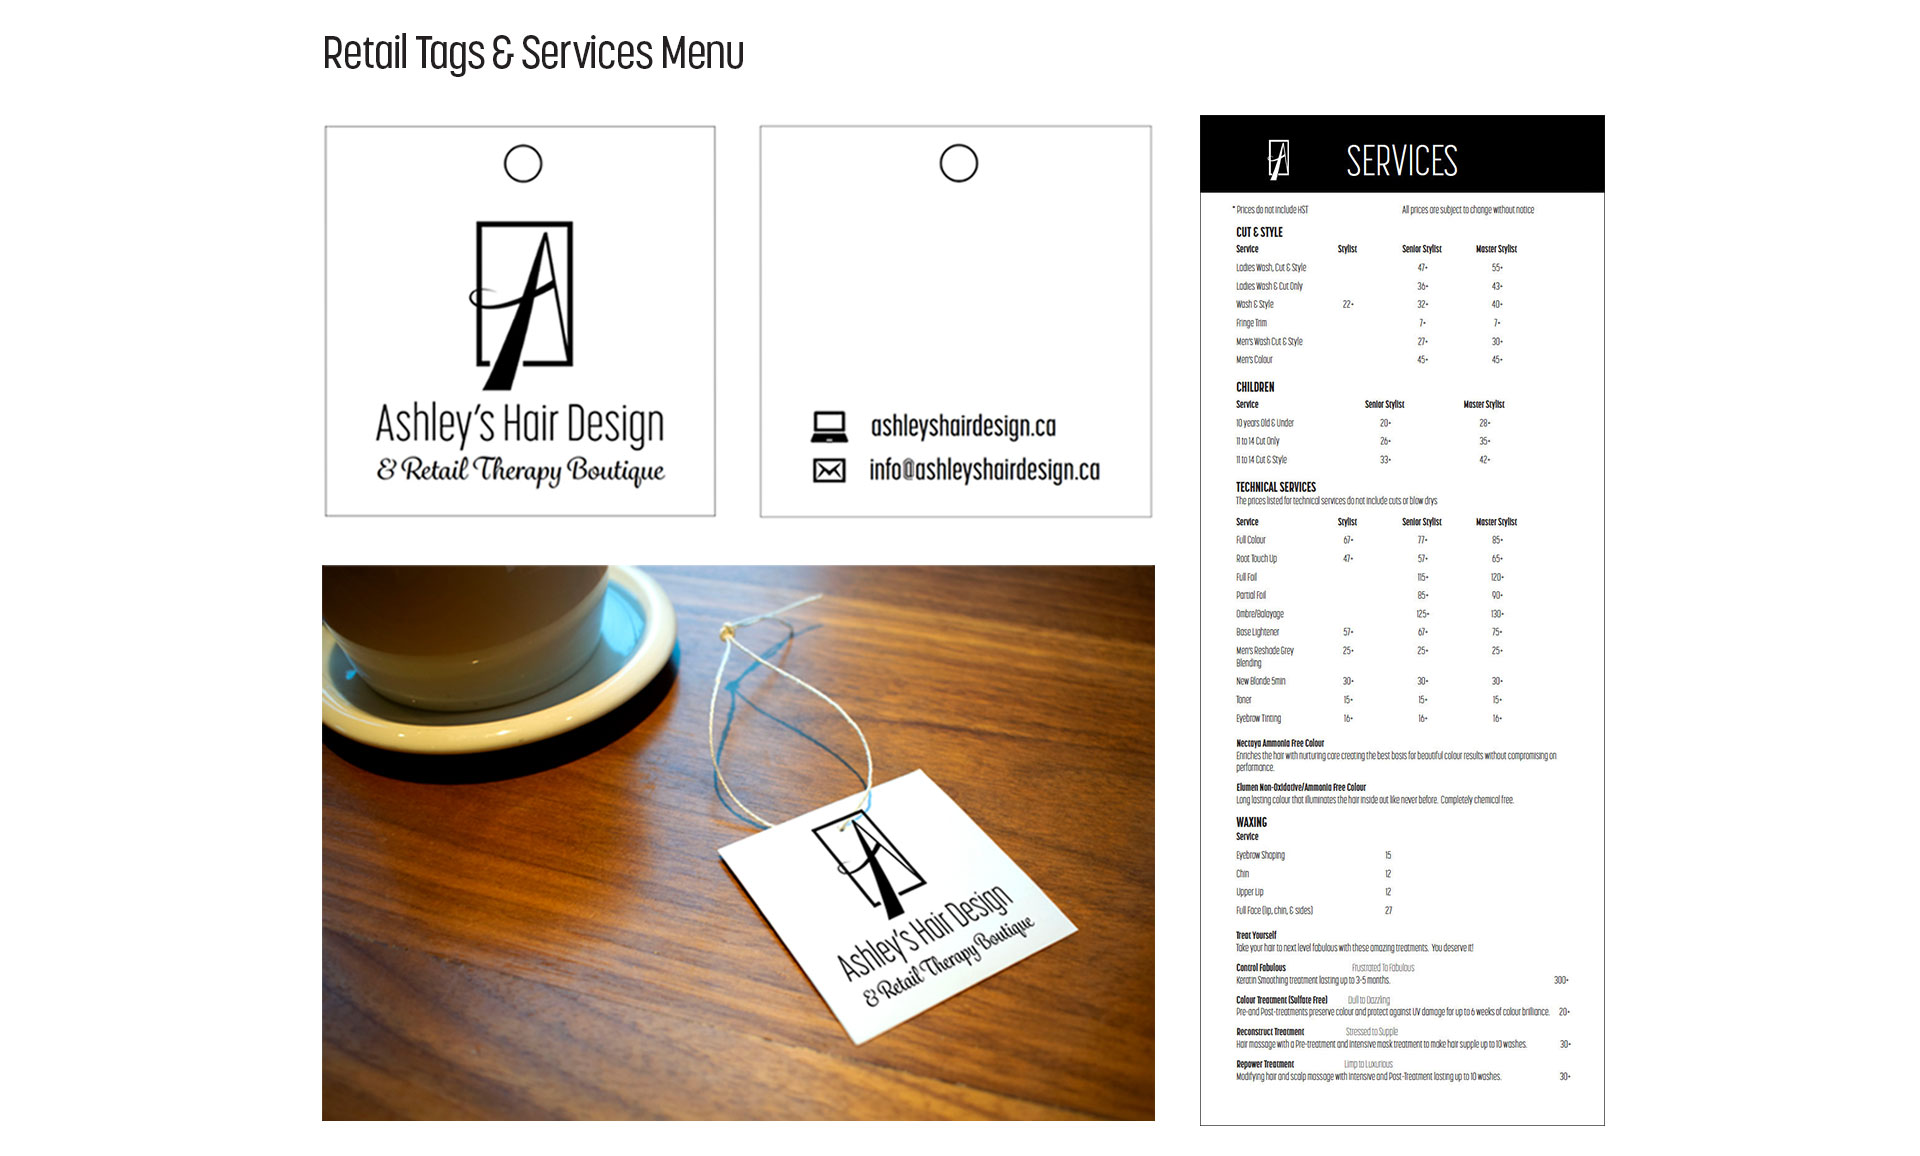 Retail Tags & Services Menu
Ashley's Hair Design
& Retail Therapy Boutique
ashleyshairdesign.ca
info@ashleyshairdesign.ca
Ashley's Hair Design
& Retail Therapy Boutique
SERVICES
* Prices do not include HST All prices are subject to change without notice
CUT & STYLE
Service Stylist Senior Stylist Master Stylist
Ladies Wash, Cut & Style 47+ 55+
Ladies Wash & Cut Only 36+ 43+
Wash & Style 22+ 32+ 40+
Fringe Trim 7+ 7+
Men's Wash Cut & Style 27+ 30+
Men's Colour 45+ 45+
CHILDREN
Service Senior Stylist Master Stylist
10 years Old & Under 20+ 28+
11 to 14 Cut Only 26+ 35+
11 to 14 Cut & Style 33+ 42+
TECHNICAL SERVICES
The prices listed for technical services do not include cuts or blow drys
Service Stylist Senior Stylist Master Stylist
Full Colour 67+ 77+ 85+
Root Touch Up 47+ 57+ 65+
Full Foil 115+ 120+
Partial Foil 85+ 90+
Ombre/Balayage 125+ 130+
Base Lightener 57+ 67+ 75+
Men's Reshade Grey 25+ 25+ 25+
Blending
New Blonde 5min 30+ 30+ 30+
Toner 15+ 15+ 15+
Eyebrow Tinting 16+ 16+ 16+
Nectaya Ammonia Free Colour
Enriches the hair with nurturing care creating the best basis for beautiful colour results without compromising on
performance.
Elumen Non-Oxidative/Ammonia Free Colour
Long lasting colour that illuminates the hair inside out like never before. Completely chemical free.
WAXING
Service
Eyebrow Shaping 15
Chin 12
Upper Lip 12
Full Face (lip, chin, & sides) 27
Treat Yourself
Take your hair to next level fabulous with these amazing treatments. You deserve it!
Control Fabulous Frustrated To Fabulous
Keratin Smoothing treatment lasting up to 3-5 months. 300+
Colour Treatment (Sulfate Free) Dull to Dazzling
Pre-and Post-treatments preserve colour and protect against UV damage for up to 6 weeks of colour brilliance. 20+
Reconstruct Treatment Stressed to Supple
Hair massage with a Pre-treatment and Intensive mask treatment to make hair supple up to 10 washes. 30+
Repower Treatment Limp to Luxurious
Modifying hair and scalp massage with Intensive and Post-Treatment lasting up to 10 washes. 30+